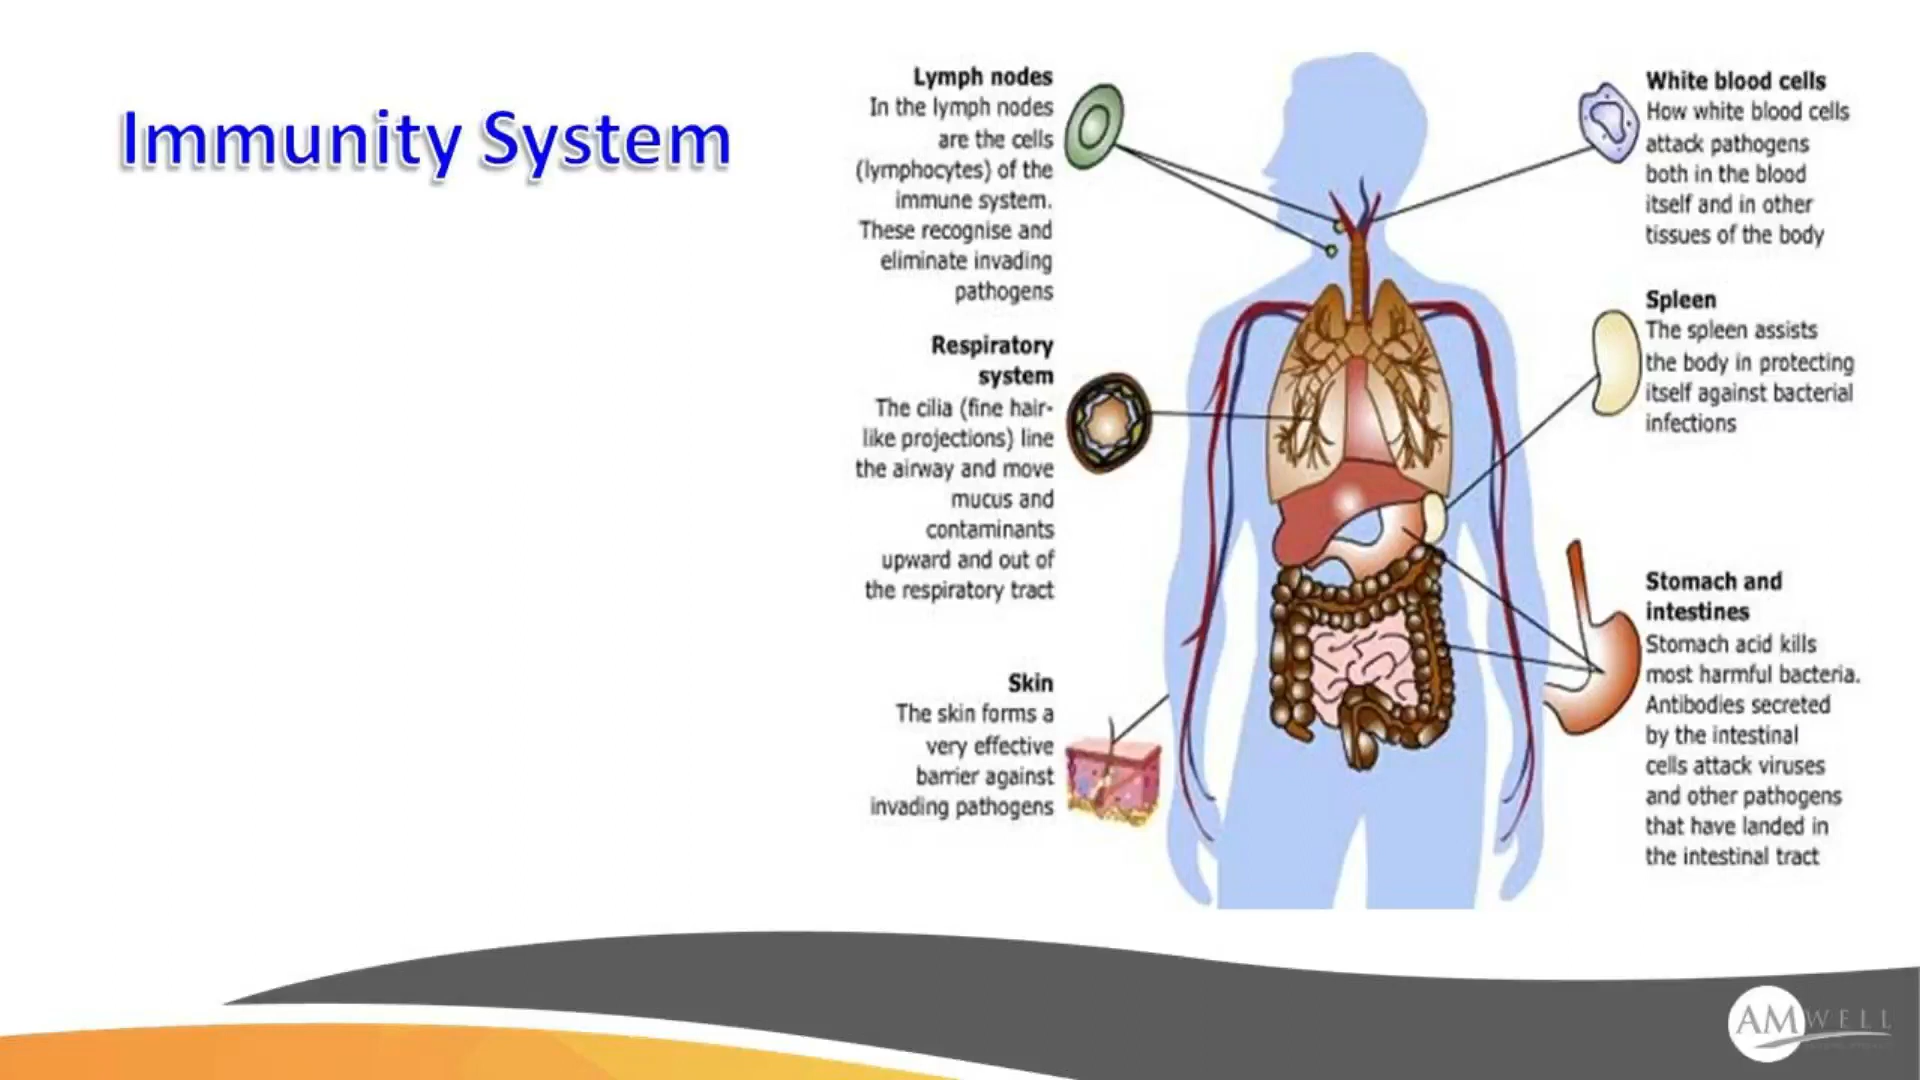 Immunity System
Lymph nodes
In the lymph nodes
are the cells
(lymphocytes) of the
immune system.
These recognise and
eliminate invading
pathogens
Respiratory
system
The cilia (fine hair-
like projections) line
the airway and move
mucus and
contaminants
upward and out of
the respiratory tract
Skin
The skin forms a
very effective
barrier against
invading pathogens
White blood cells
How white blood cells
attack pathogens
both in the blood
itself and in other
tissues of the body
Spleen
The spleen assists
the body in protecting
itself against bacterial
infections
Stomach and
intestines
Stomach acid kills
most harmful bacteria.
Antibodies secreted
by the intestinal
cells attack viruses
and other pathogens
that have landed in
the intestinal tract
AMWELL